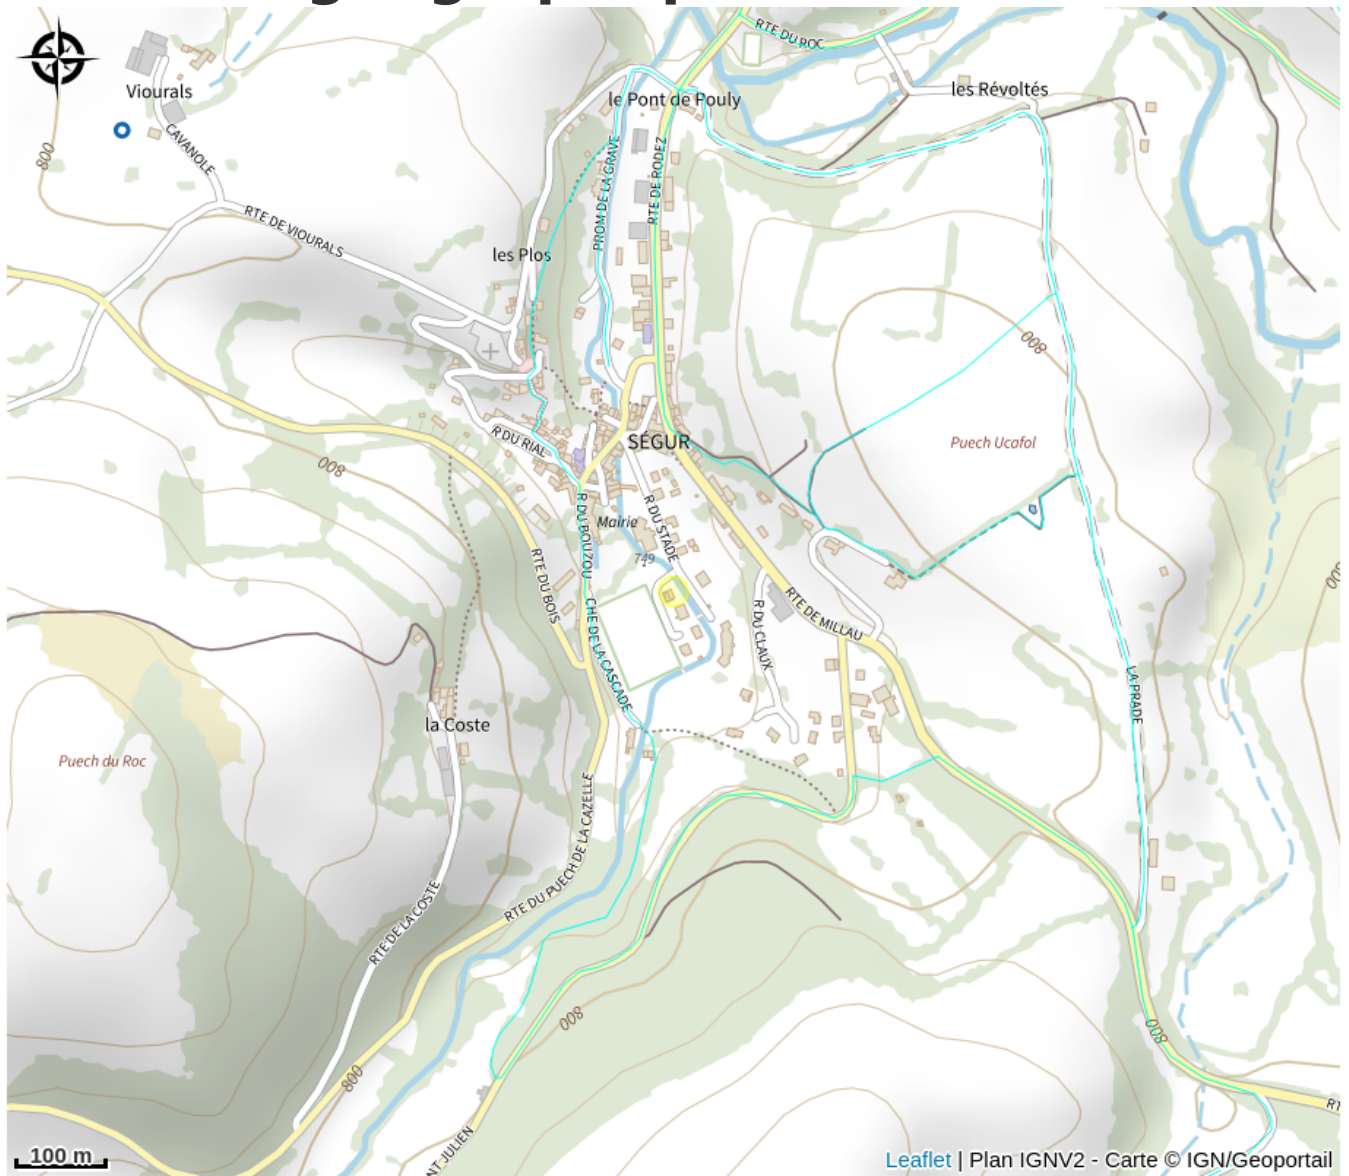 RTE DU ROC
Viourals
le Pont de Pouly
les Révoltés
CAVANOLE
800
PROM DE LA GRAVE
RTE DE RODEZ
RTE DE VIOURALS
les Plos
800
R DU RIAL
SÉGUR
Puech Ucafol
800
R DU BOUZOU
Mairie
R DU STADE
749
RTE DU BOIS
CHE DE LA CASCADE
R DU CLAUX
RTE DE MILLAU
LA PRADE
la Coste
Puech du Roc
RTE DU PUECH DE LA CAZELLE
RTE DE LA COSTE
800
800
800
100 m
NT JULIEN
Leaflet | Plan IGNV2 - Carte © IGN/Geoportail